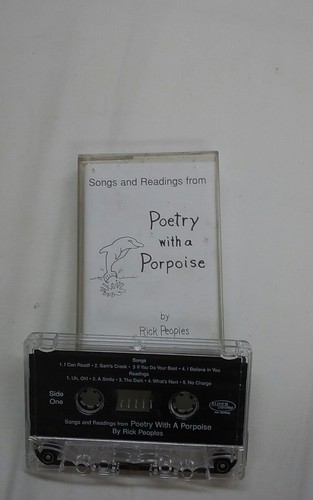 Songs and Readings from
Poetry
with a
Porpoise
by
Rick Peoples
Songs
1. I Can Read! • 2. Sam's Creek • 3 If You Do Your Best • 4. I Believe In You
Readings
1. Uh, Oh! • 2. A Smile • 3. The Dark • 4. What's Hurt • 5. No Charge
Side
One
Songs and Readings from Poetry With A Porpoise
By Rick Peoples